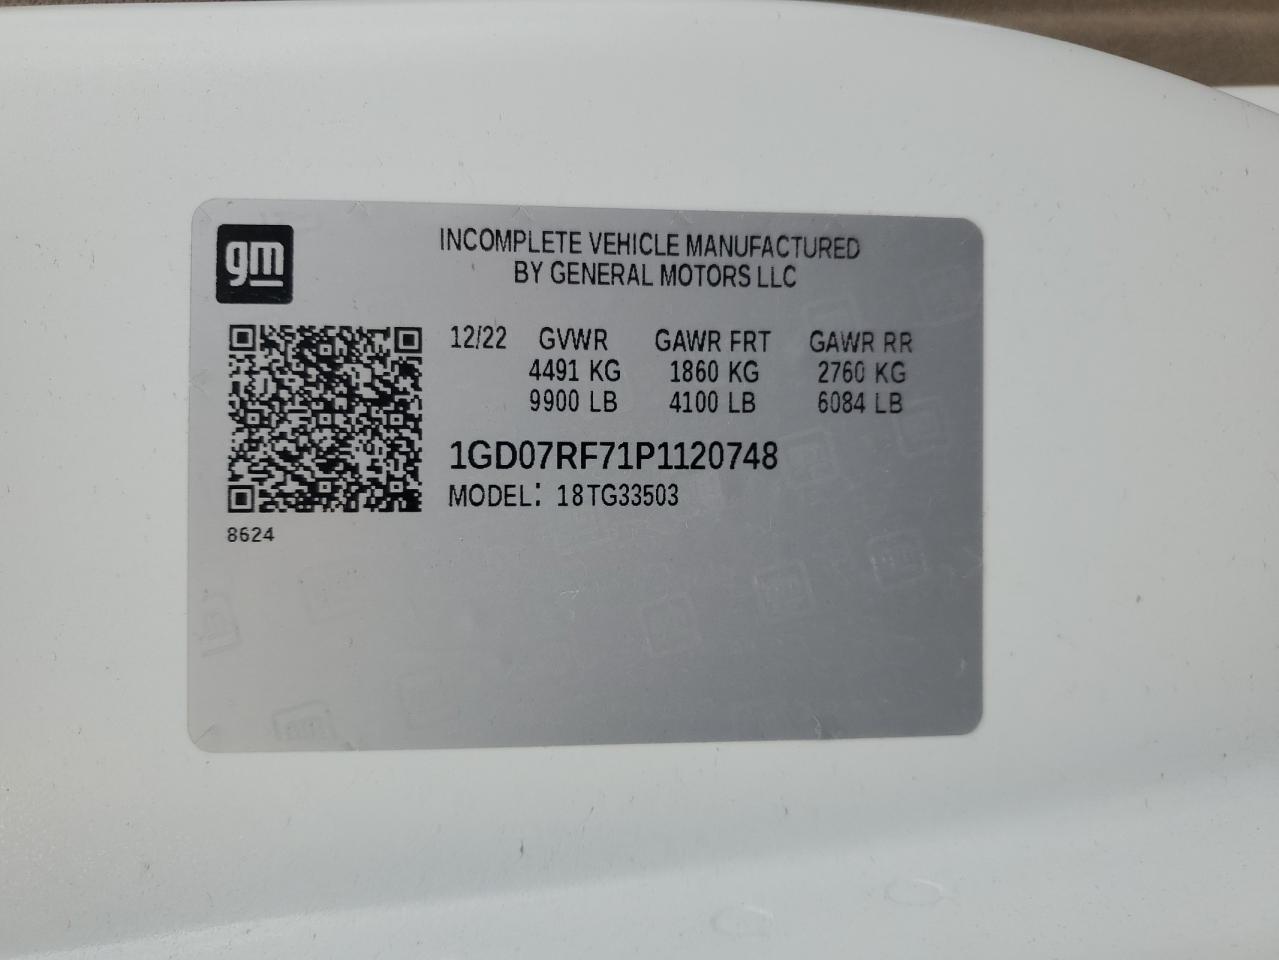 gm
INCOMPLETE VEHICLE MANUFACTURED
BY GENERAL MOTORS LLC
12/22 GVWR GAWR FRT GAWR RR
4491 KG 1860 KG 2760 KG
9900 LB 4100 LB 6084 LB
1GD07RF71P1120748
MODEL: 18TG33503
8624